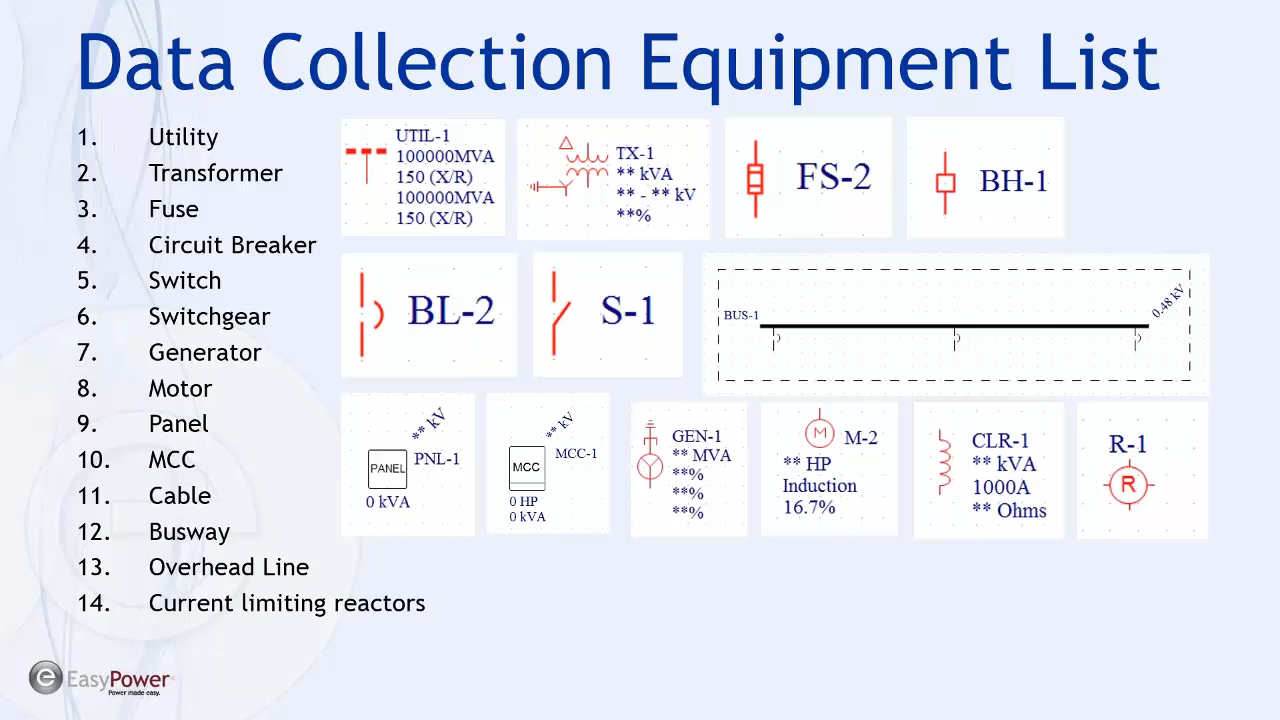 Data Collection Equipment List
1. Utility
2. Transformer
3. Fuse
4. Circuit Breaker
5. Switch
6. Switchgear
7. Generator
8. Motor
9. Panel
10. MCC
11. Cable
12. Busway
13. Overhead Line
14. Current limiting reactors
UTIL-1
100000MVA
150 (X/R)
100000MVA
150 (X/R)
TX-1
** kVA
** - ** kV
**%
FS-2
BH-1
BL-2
S-1
BUS-1
0.48 kV
** kV
PANEL
PNL-1
0 kVA
** kV
MCC
MCC-1
0 HP
0 kVA
GEN-1
** MVA
**%
**%
**%
M
M-2
** HP
Induction
16.7%
CLR-1
** kVA
1000A
** Ohms
R-1
R
e EasyPower
Power made easy.